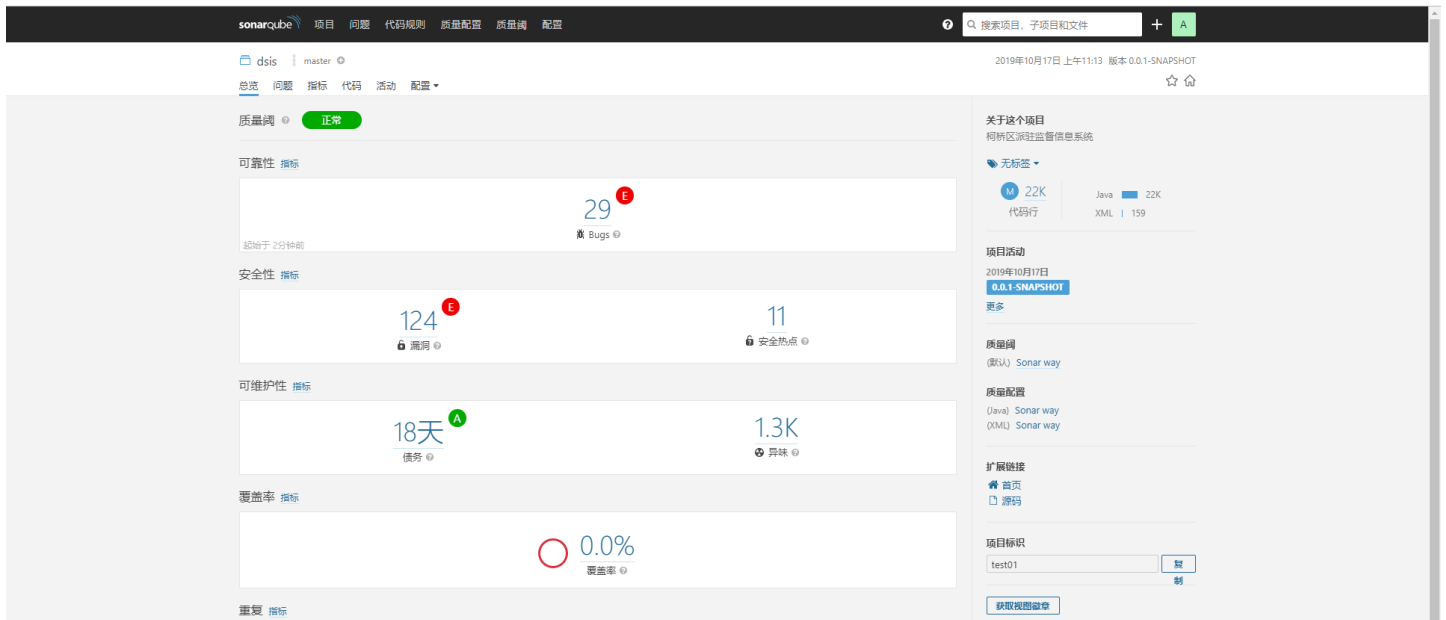 sonarqube 项目 问题 代码规则 质量配置 质量阈 配置 搜索项目，子项目和文件 A
dsis master 2019年10月17日 上午11:13 版本 0.0.1-SNAPSHOT
总览 问题 指标 代码 活动 配置
质量阈 正常
可靠性 指标
29 E
Bugs
起始于 2分钟前
安全性 指标
124 E 11
漏洞 安全热点
可维护性 指标
18天 A 1.3K
债务 异味
覆盖率 指标
0.0%
覆盖率
重复 指标
关于这个项目
柯桥区派驻监督信息系统
无标签
M 22K Java 22K
代码行 XML 159
项目活动
2019年10月17日
0.0.1-SNAPSHOT
更多
质量阈
(默认) Sonar way
质量配置
(Java) Sonar way
(XML) Sonar way
扩展链接
首页
源码
项目标识
test01 复
制
获取视图徽章